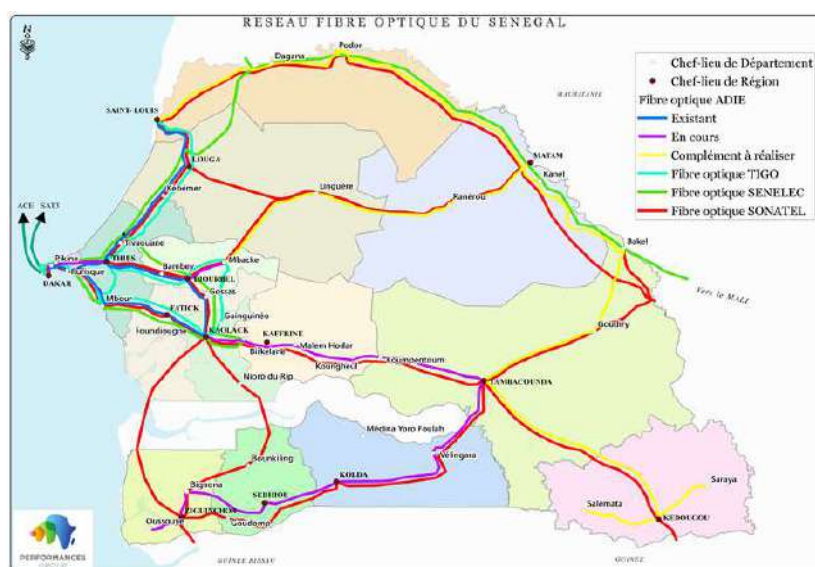 RESEAU FIBRE OPTIQUE DU SENEGAL
N
Chef-lieu de Département
Chef-lieu de Région
Fibre optique ADIE
Existant
En cours
Complément à réaliser
Fibre optique TIGO
Fibre optique SENELEC
Fibre optique SONATEL
MAURITANIE
Podor
Dagana
SAINT-LOUIS
LOUGA
MATAM
Kanel
Kébémer
Linguère
Ranérou
ACE SAT3
Tivaouane
Mbacke
Bakel
Pikine
THIES
Bambey
DIOURBEL
Rufisque
DAKAR
Vers le MALI
Mbour
Gossas
FATICK
Guinguinéo
Goudiry
Foundiougne
KAOLACK
KAFFRINE
Birkelane
Malem Hodar
Koungheul
Koumpentoum
Nioro du Rip
TAMBACOUNDA
Médina Yoro Foulah
Vélingara
Bounkiling
KOLDA
Saraya
Bignona
SEDHIOU
Salemata
ZIGUINCHOR
Oussouye
Goudomp
KEDOUGOU
PERFORMANCES
GUINÉE BISSAU
GUINEE